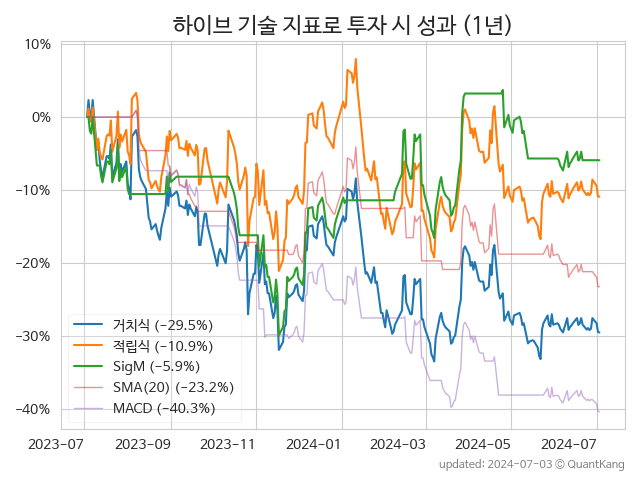 하이브 기술 지표로 투자 시 성과 (1년)
10%
0%
−10%
−20%
−30%
−40%
거치식 (−29.5%)
적립식 (−10.9%)
SigM (−5.9%)
SMA(20) (−23.2%)
MACD (−40.3%)
2023−07
2023−09
2023−11
2024−01
2024−03
2024−05
2024−07
updated: 2024−07−03 © QuantKang